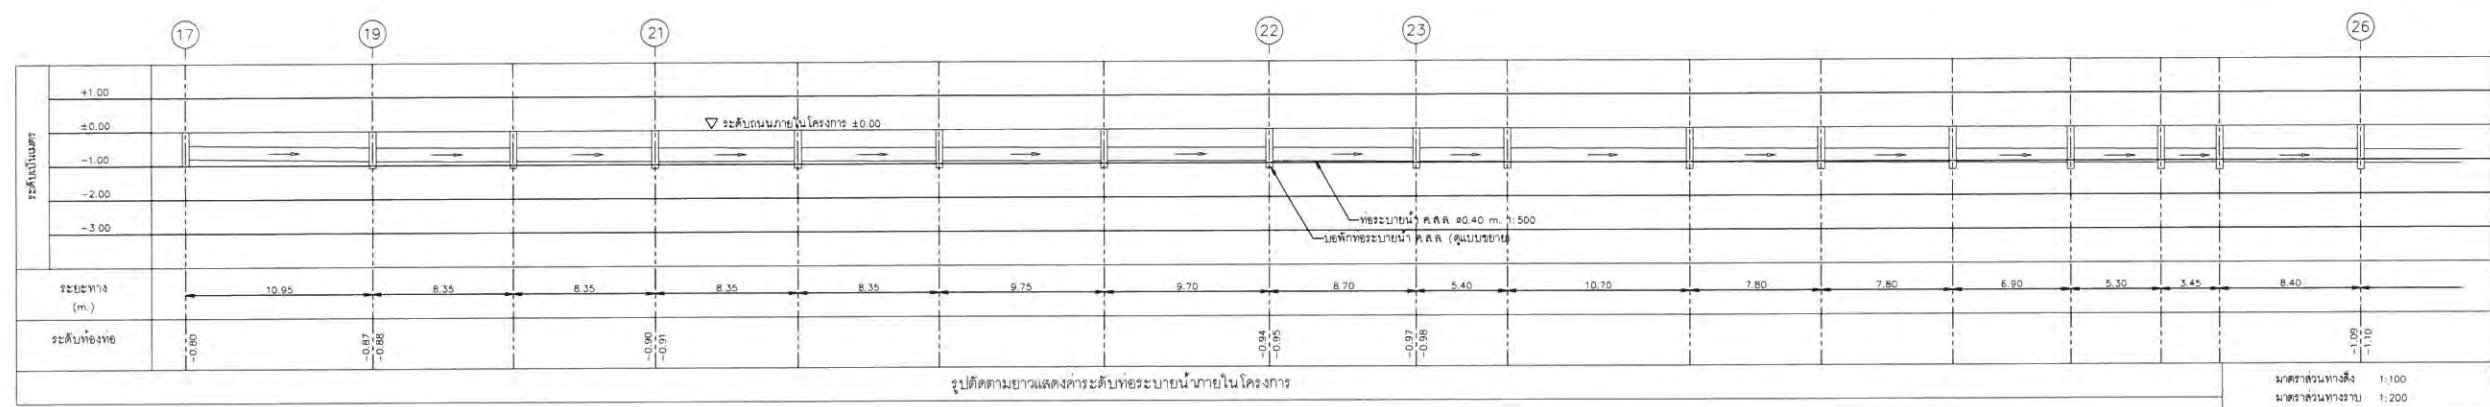 17 19 21 22 23 26
ระดับเป็นเมตร
+1.00
±0.00
ระดับถนนภายในโครงการ ±0.00
-1.00
-2.00
ท่อระบายน้ำ ค.ส.ล. ø0.40 m. 1:500
บ่อพักท่อระบายน้ำ ค.ส.ล. (ดูแบบขยาย)
-3.00
ระยะทาง
(m.)
10.95 8.35 8.35 8.35 8.35 9.75 9.70 8.70 5.40 10.70 7.80 7.80 6.90 5.30 3.45 8.40
ระดับท้องท่อ
-0.80 -0.87 -0.88 -0.90 -0.91 -0.94 -0.95 -0.97 -0.98 -1.09 -1.10
รูปตัดตามยาวแสดงค่าระดับท่อระบายน้ำภายในโครงการ
มาตราส่วนทางดิ่ง 1:100
มาตราส่วนทางราบ 1:200